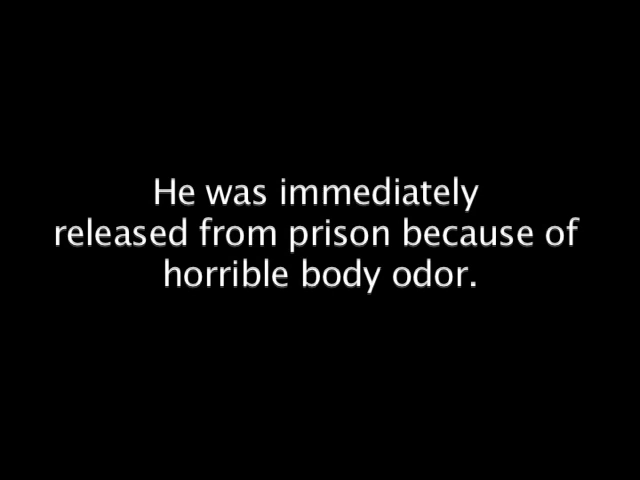 He was immediately
released from prison because of
horrible body odor.